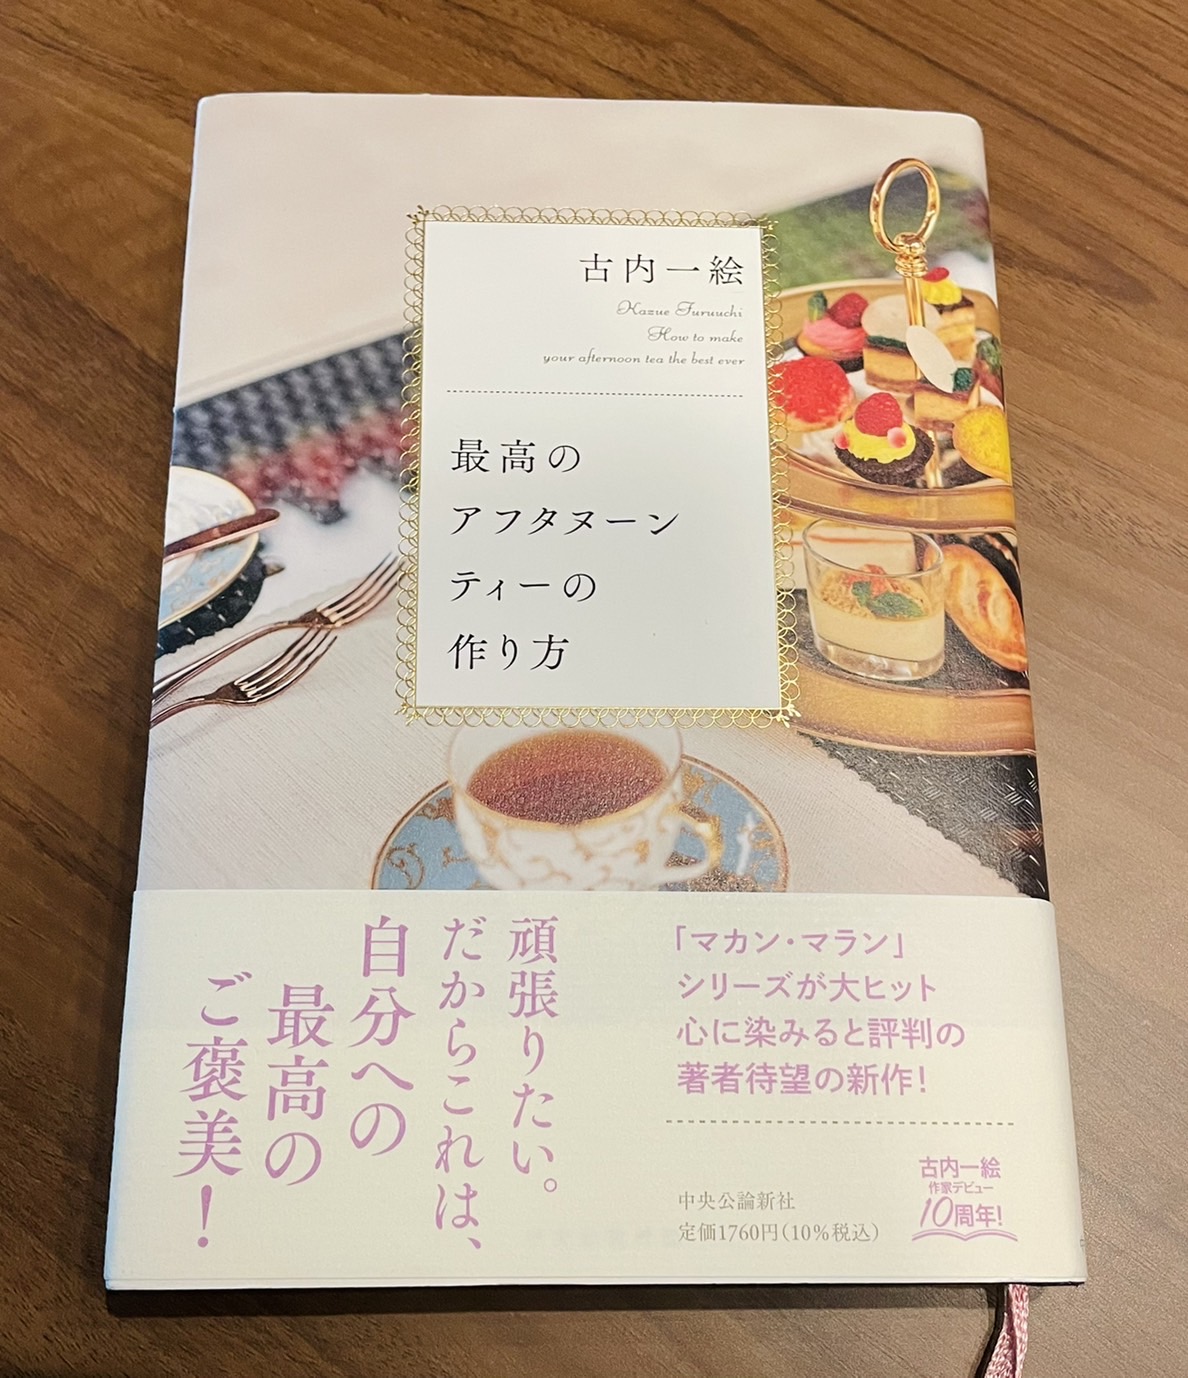 古内一絵
Kazue Furuuchi
How to make
your afternoon tea the best ever
最高の
アフタヌーン
ティーの
作り方
頑張りたい。
だからこれは、
自分への
最高の
ご褒美！
「マカン・マラン」
シリーズが大ヒット
心に染みると評判の
著者待望の新作！
中央公論新社
定価1760円(10%税込)
古内一絵
作家デビュー
10周年！